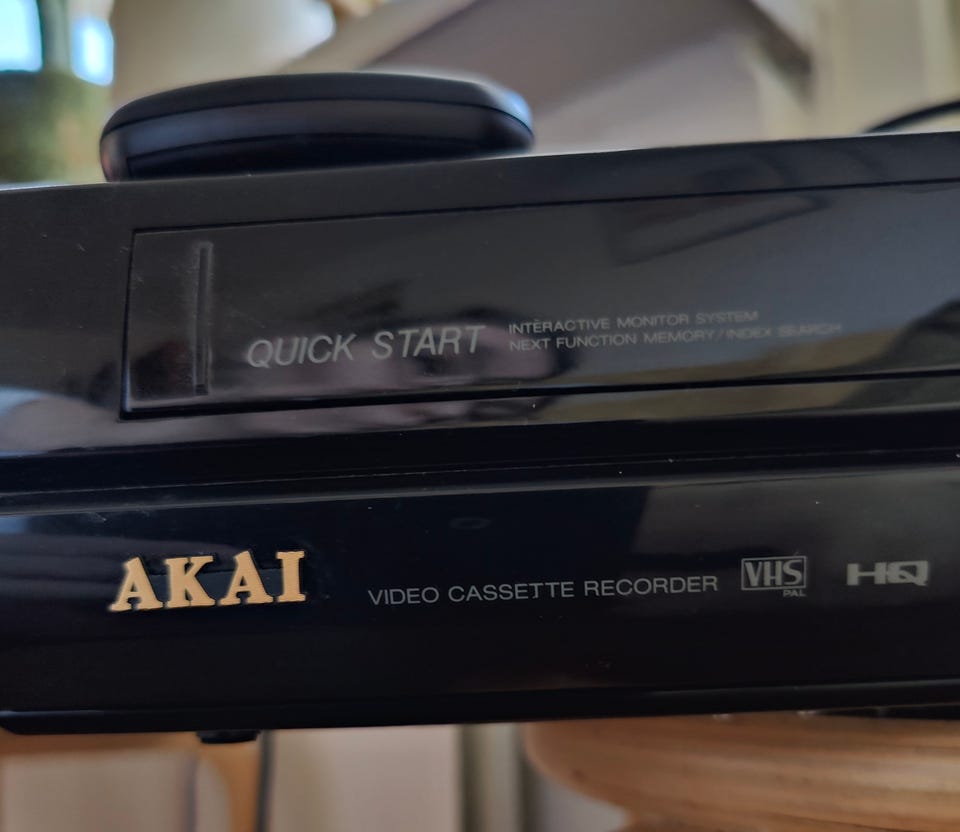 QUICK START
INTERACTIVE MONITOR SYSTEM
NEXT FUNCTION MEMORY/INDEX SEARCH
AKAI
VIDEO CASSETTE RECORDER
VHS
PAL
HQ